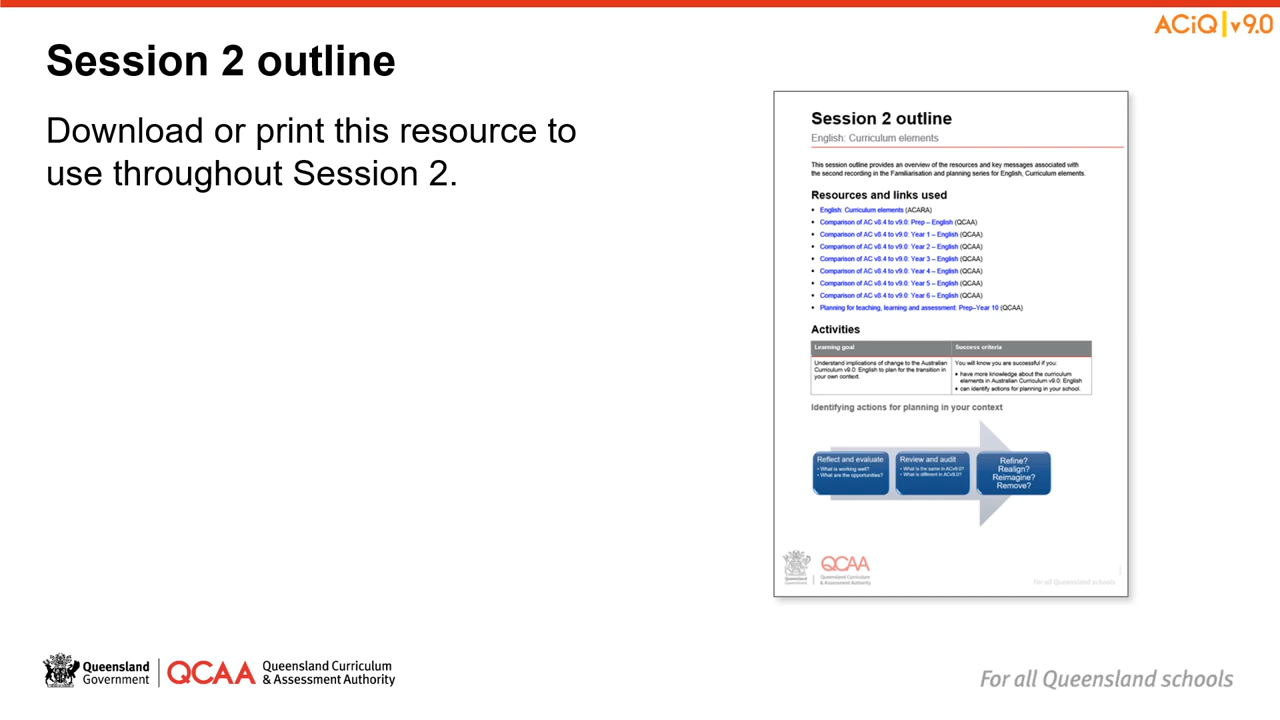 ACiQ v9.0
Session 2 outline
Download or print this resource to
use throughout Session 2.
Session 2 outline
English: Curriculum elements
This session outline provides an overview of the resources and key messages associated with
the second recording in the Familiarisation and planning series for English, Curriculum elements.
Resources and links used
• English: Curriculum elements (ACARA)
• Comparison of AC v8.4 to v9.0: Prep – English (QCAA)
• Comparison of AC v8.4 to v9.0: Year 1 – English (QCAA)
• Comparison of AC v8.4 to v9.0: Year 2 – English (QCAA)
• Comparison of AC v8.4 to v9.0: Year 3 – English (QCAA)
• Comparison of AC v8.4 to v9.0: Year 4 – English (QCAA)
• Comparison of AC v8.4 to v9.0: Year 5 – English (QCAA)
• Comparison of AC v8.4 to v9.0: Year 6 – English (QCAA)
• Planning for teaching, learning and assessment: Prep–Year 10 (QCAA)
Activities
Learning goal
Success criteria
Understand implications of change to the Australian
Curriculum v9.0: English to plan for the transition in
your own context.
You will know you are successful if you:
• have more knowledge about the curriculum
elements in Australian Curriculum v9.0: English
• can identify actions for planning in your school.
Identifying actions for planning in your context
Reflect and evaluate
• What is working well?
• What are the opportunities?
Review and audit
• What is the same in ACv9.0?
• What is different in ACv9.0?
Refine?
Realign?
Reimagine?
Remove?
Queensland
Government
QCAA
Queensland Curriculum
& Assessment Authority
For all Queensland schools
Queensland
Government
QCAA
Queensland Curriculum
& Assessment Authority
For all Queensland schools